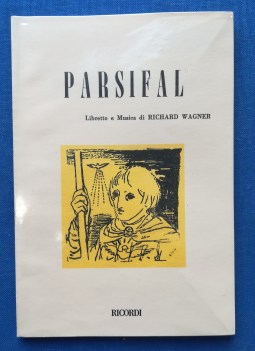 PARSIFAL
Libretto e Musica di RICHARD WAGNER
RICORDI